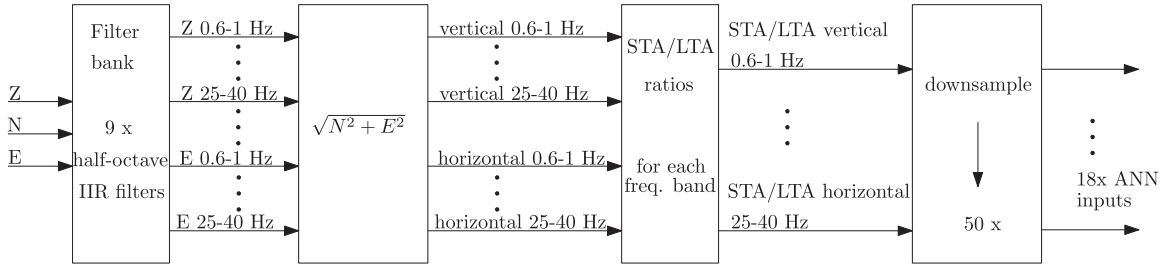 Z
N
E
Filter
bank
9 x
half-octave
IIR filters
Z 0.6-1 Hz
Z 25-40 Hz
E 0.6-1 Hz
E 25-40 Hz
√N² + E²
vertical 0.6-1 Hz
vertical 25-40 Hz
horizontal 0.6-1 Hz
horizontal 25-40 Hz
STA/LTA
ratios
for each
freq. band
STA/LTA vertical
0.6-1 Hz
STA/LTA horizontal
25-40 Hz
downsample
50 x
18x ANN
inputs